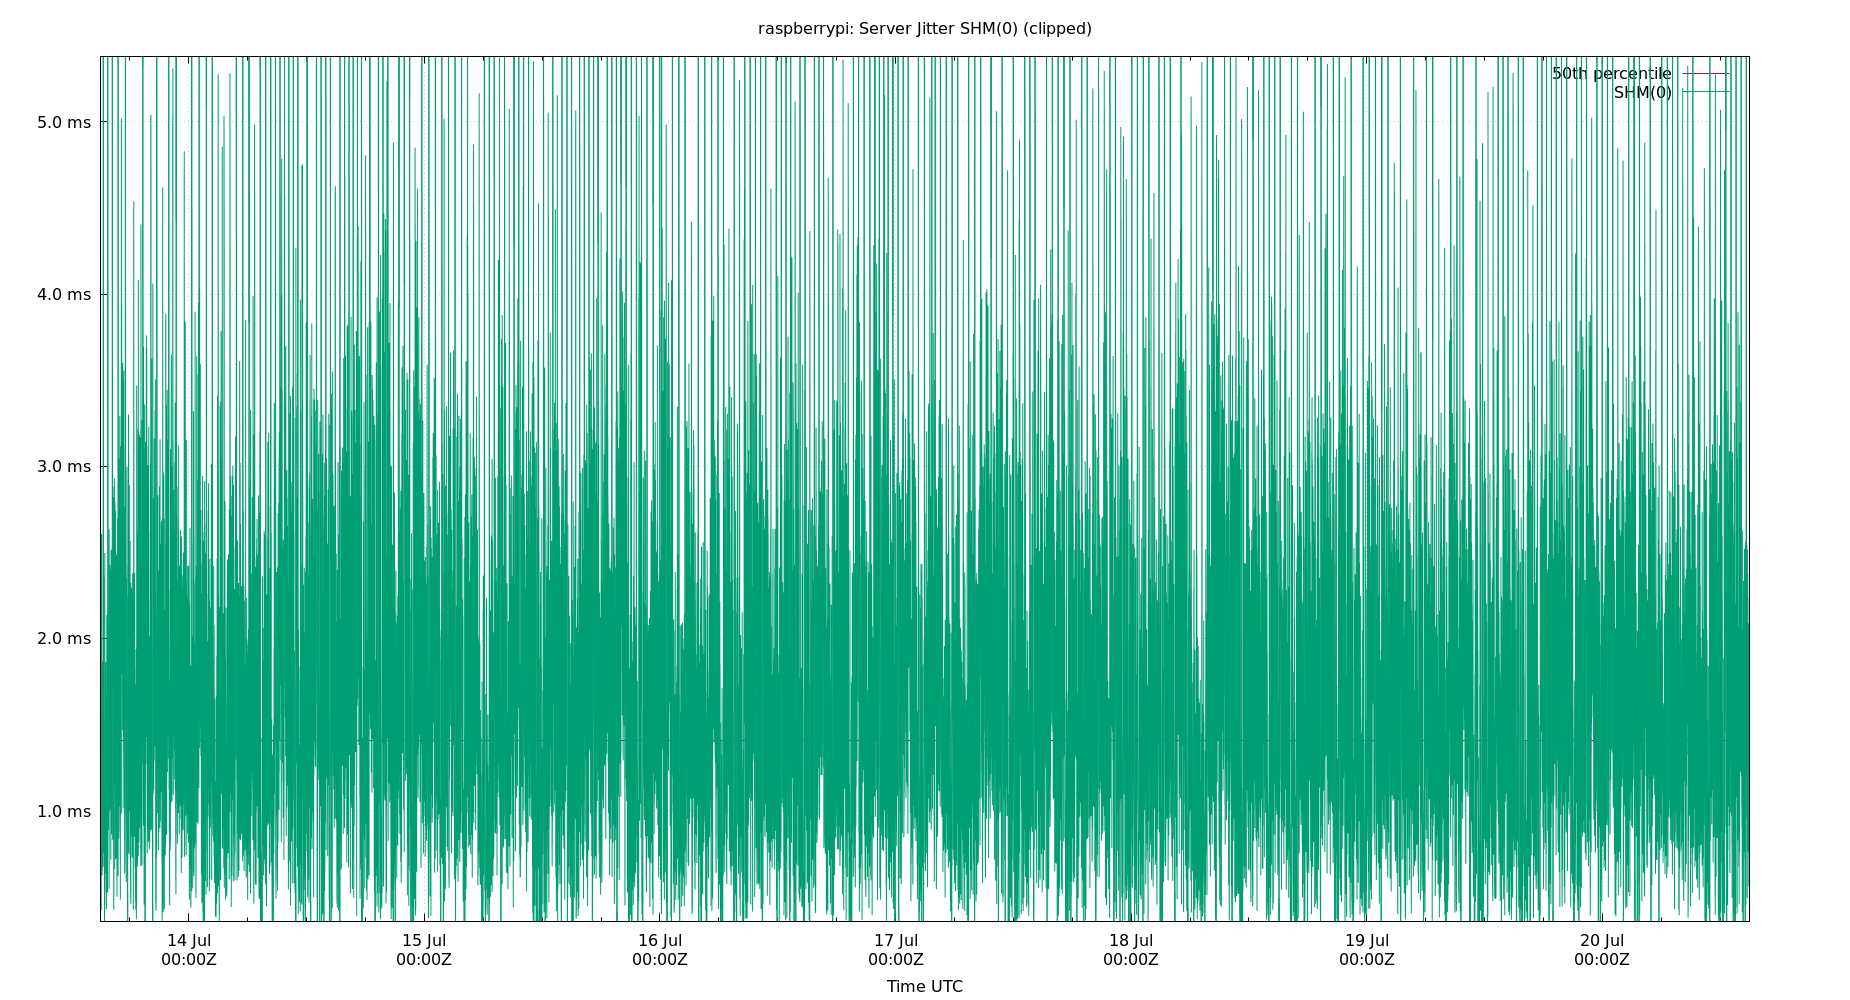 raspberrypi: Server Jitter SHM(0) (clipped)
50th percentile
SHM(0)
5.0 ms
4.0 ms
3.0 ms
2.0 ms
1.0 ms
14 Jul 15 Jul 16 Jul 17 Jul 18 Jul 19 Jul 20 Jul
00:00Z 00:00Z 00:00Z 00:00Z 00:00Z 00:00Z 00:00Z
Time UTC